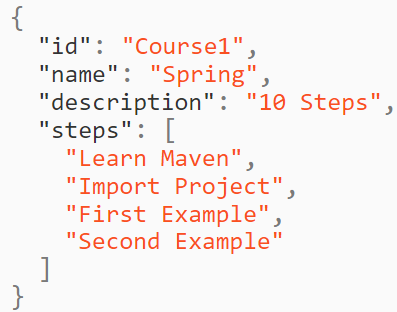 {
  "id": "Course1",
  "name": "Spring",
  "description": "10 Steps",
  "steps": [
    "Learn Maven",
    "Import Project",
    "First Example",
    "Second Example"
  ]
}